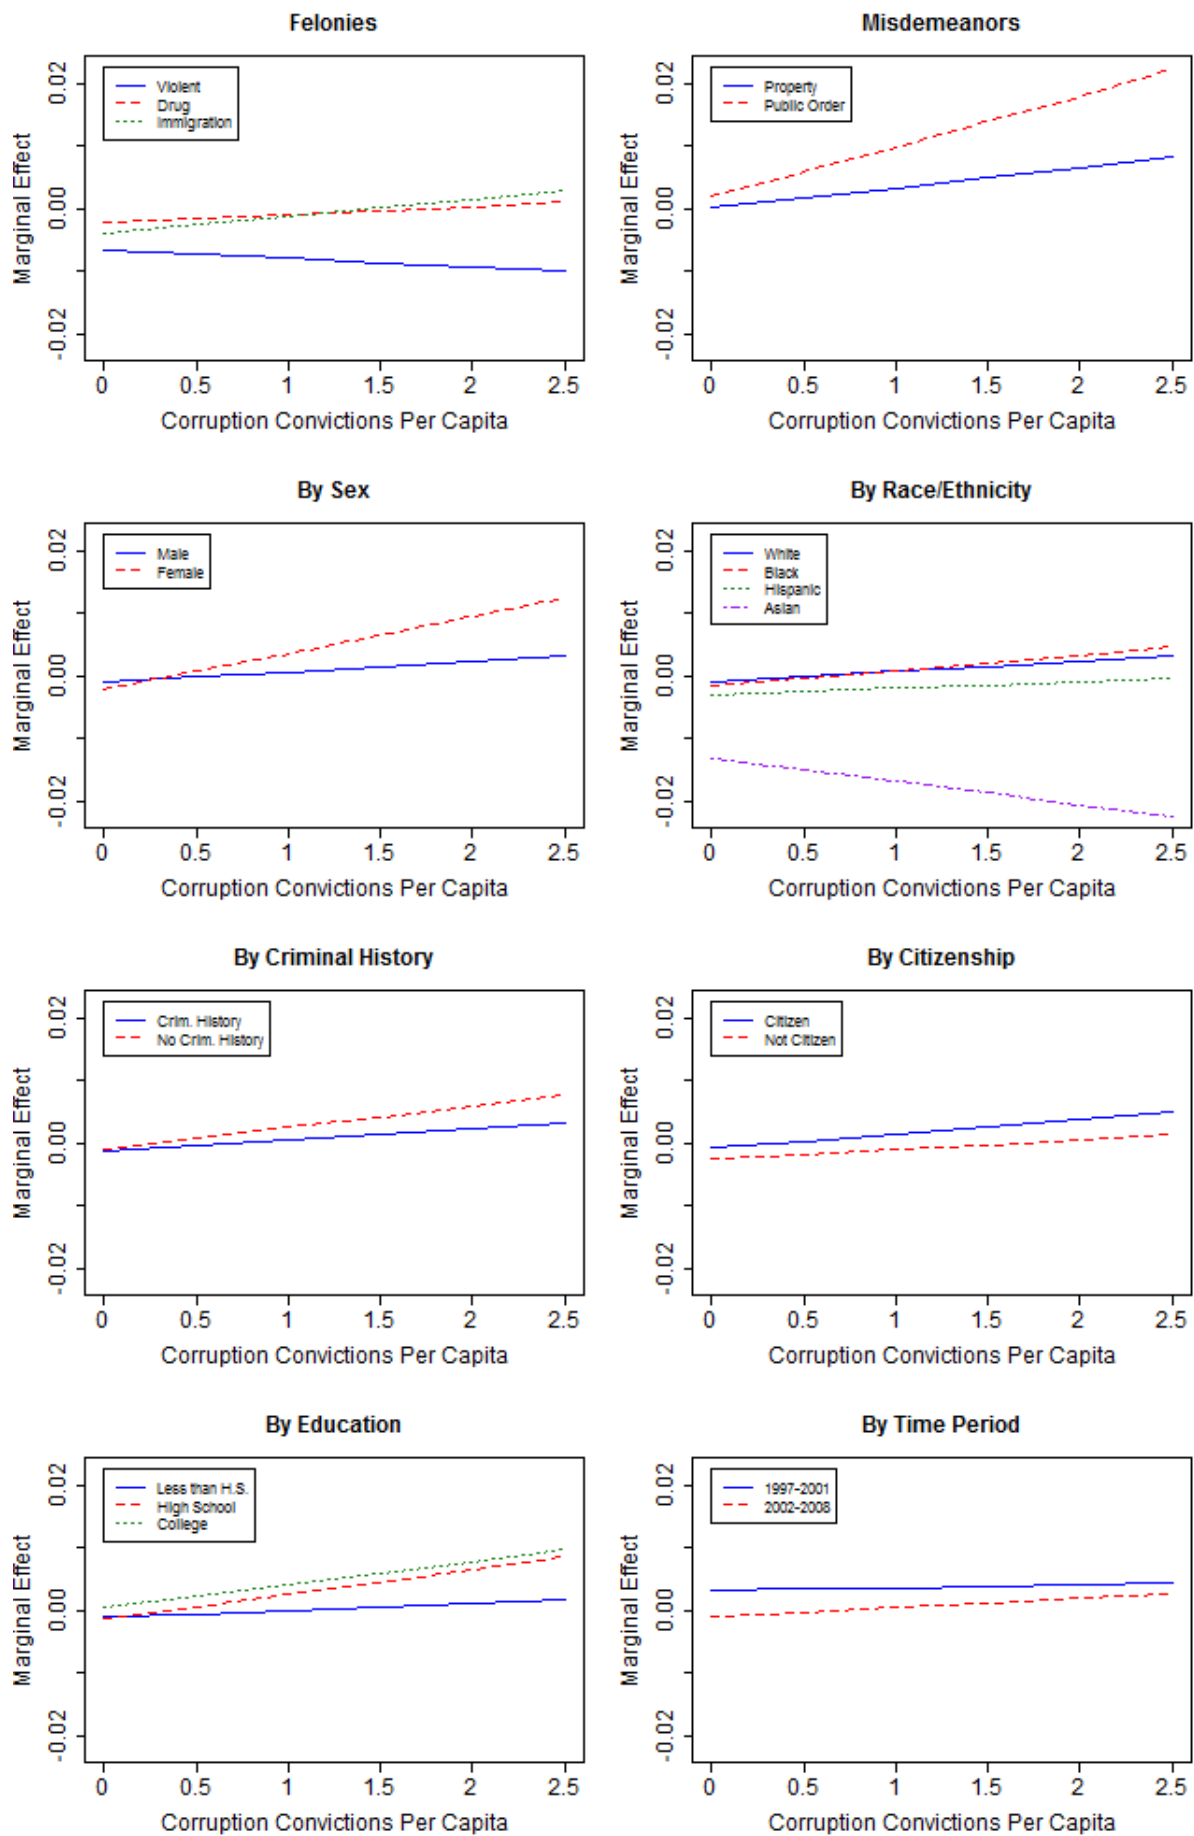 Felonies
Violent
Drug
Immigration
0.02
0.00
-0.02
Marginal Effect
0 0.5 1 1.5 2 2.5
Corruption Convictions Per Capita
Misdemeanors
Property
Public Order
0.02
0.00
-0.02
Marginal Effect
0 0.5 1 1.5 2 2.5
Corruption Convictions Per Capita
By Sex
Male
Female
0.02
0.00
-0.02
Marginal Effect
0 0.5 1 1.5 2 2.5
Corruption Convictions Per Capita
By Race/Ethnicity
White
Black
Hispanic
Asian
0.02
0.00
-0.02
Marginal Effect
0 0.5 1 1.5 2 2.5
Corruption Convictions Per Capita
By Criminal History
Crim. History
No Crim. History
0.02
0.00
-0.02
Marginal Effect
0 0.5 1 1.5 2 2.5
Corruption Convictions Per Capita
By Citizenship
Citizen
Not Citizen
0.02
0.00
-0.02
Marginal Effect
0 0.5 1 1.5 2 2.5
Corruption Convictions Per Capita
By Education
Less than H.S.
High School
College
0.02
0.00
-0.02
Marginal Effect
0 0.5 1 1.5 2 2.5
Corruption Convictions Per Capita
By Time Period
1997-2001
2002-2008
0.02
0.00
-0.02
Marginal Effect
0 0.5 1 1.5 2 2.5
Corruption Convictions Per Capita